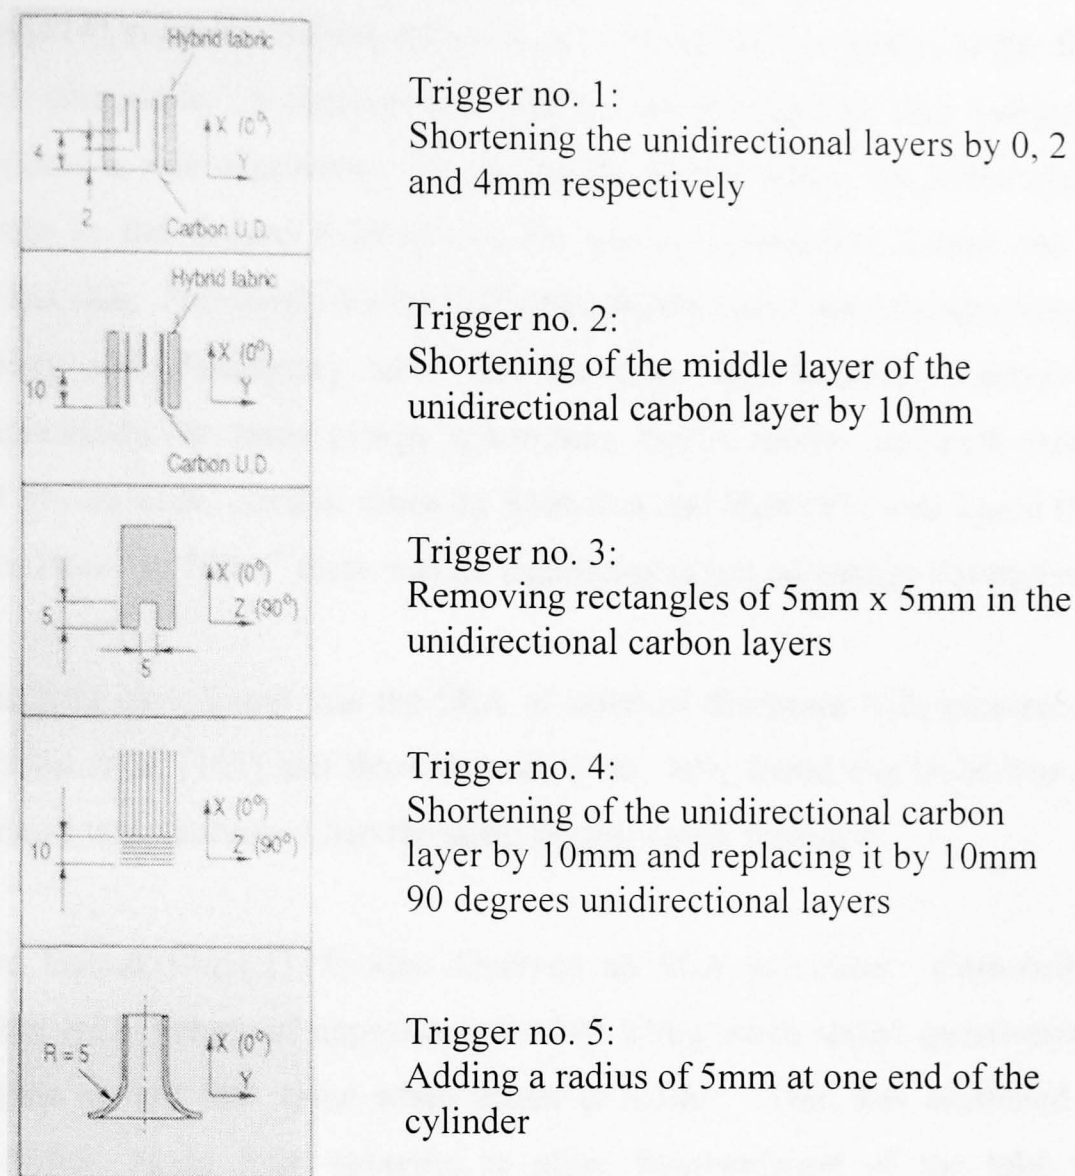 Hybrid fabric
X (0°)
4
Y
2
Carbon U.D.
Trigger no. 1:
Shortening the unidirectional layers by 0, 2
and 4mm respectively
Hybrid fabric
X (0°)
10
Y
Carbon U.D.
Trigger no. 2:
Shortening of the middle layer of the
unidirectional carbon layer by 10mm
X (0°)
5
Z (90°)
5
Trigger no. 3:
Removing rectangles of 5mm x 5mm in the
unidirectional carbon layers
X (0°)
10
Z (90°)
Trigger no. 4:
Shortening of the unidirectional carbon
layer by 10mm and replacing it by 10mm
90 degrees unidirectional layers
R = 5
X (0°)
Y
Trigger no. 5:
Adding a radius of 5mm at one end of the
cylinder